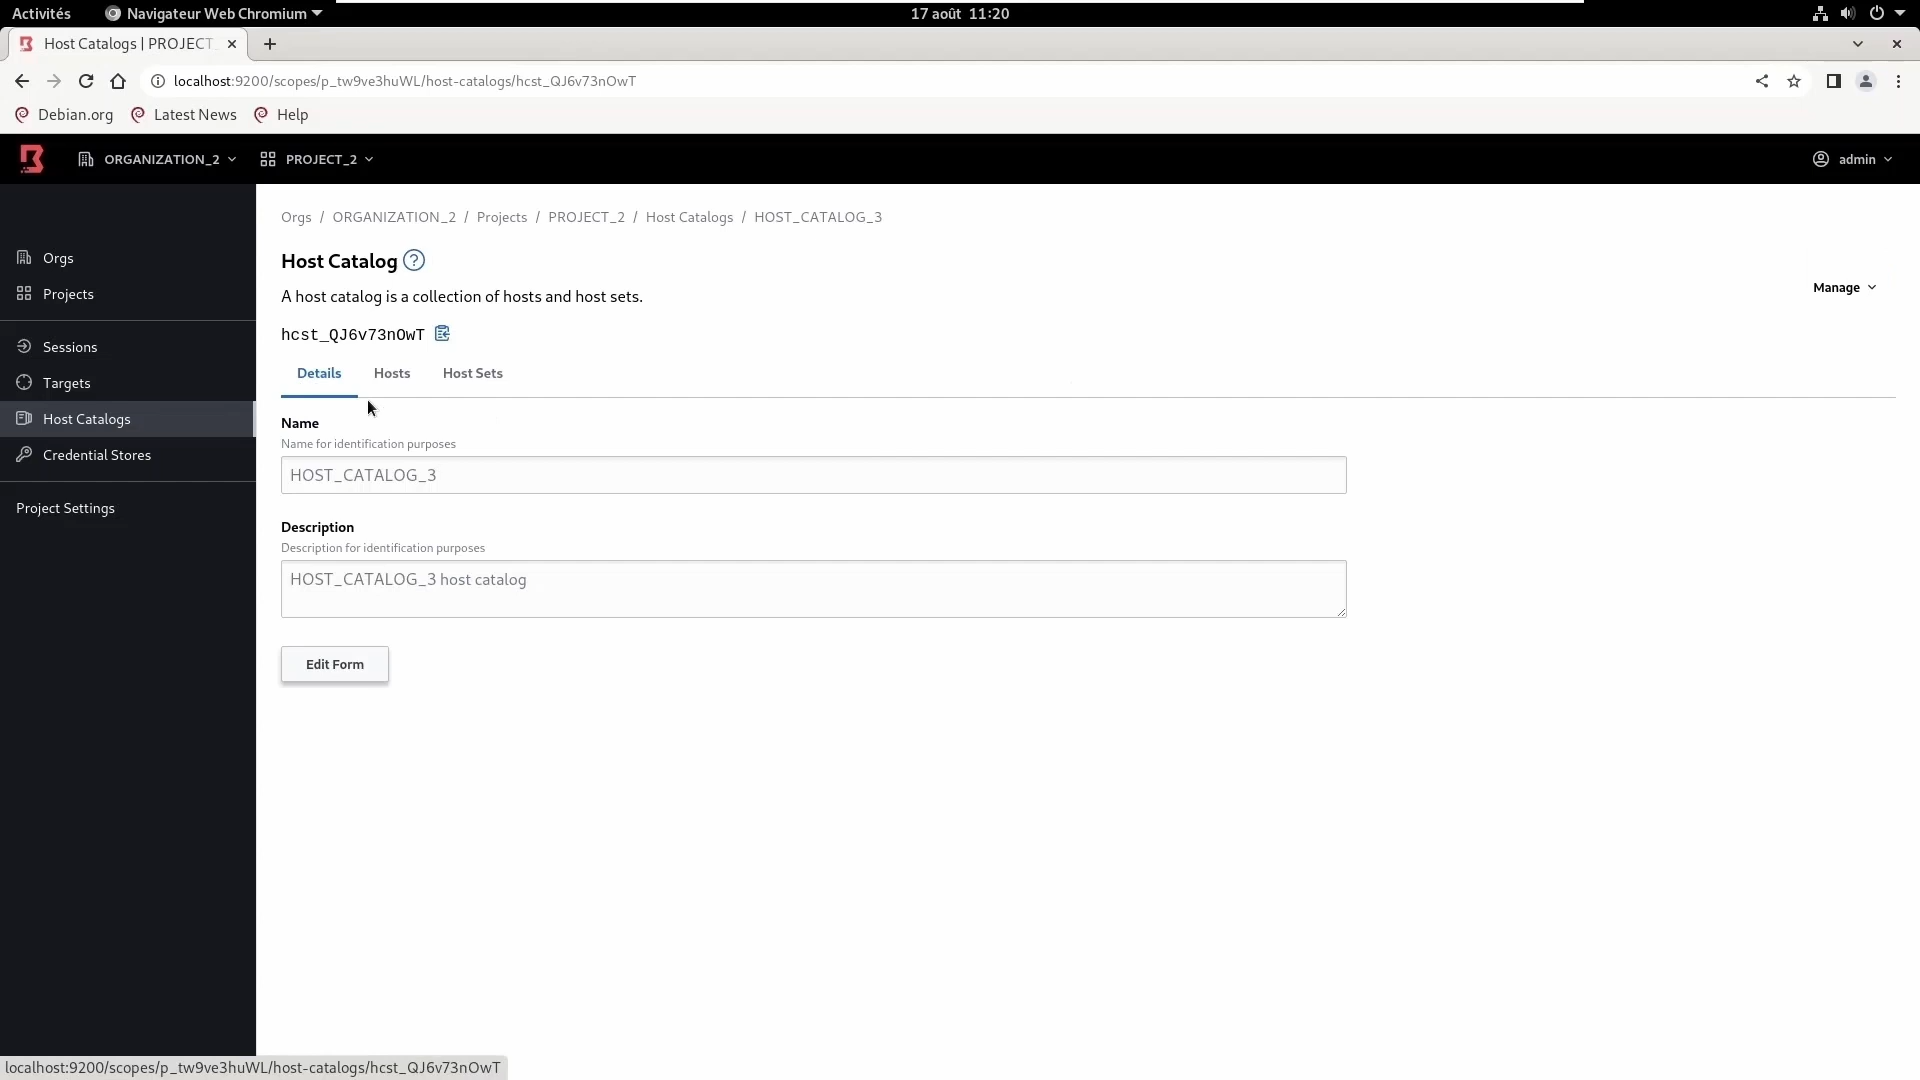 Activités
Navigateur Web Chromium
17 août 11:20
Host Catalogs | PROJECT
localhost:9200/scopes/p_tw9ve3huWL/host-catalogs/hcst_QJ6v73nOwT
Debian.org
Latest News
Help
ORGANIZATION_2
PROJECT_2
admin
Orgs / ORGANIZATION_2 / Projects / PROJECT_2 / Host Catalogs / HOST_CATALOG_3
Orgs
Projects
Sessions
Targets
Host Catalogs
Credential Stores
Project Settings
Host Catalog ?
A host catalog is a collection of hosts and host sets.
Manage
hcst_QJ6v73nOwT
Details
Hosts
Host Sets
Name
Name for identification purposes
HOST_CATALOG_3
Description
Description for identification purposes
HOST_CATALOG_3 host catalog
Edit Form
localhost:9200/scopes/p_tw9ve3huWL/host-catalogs/hcst_QJ6v73nOwT